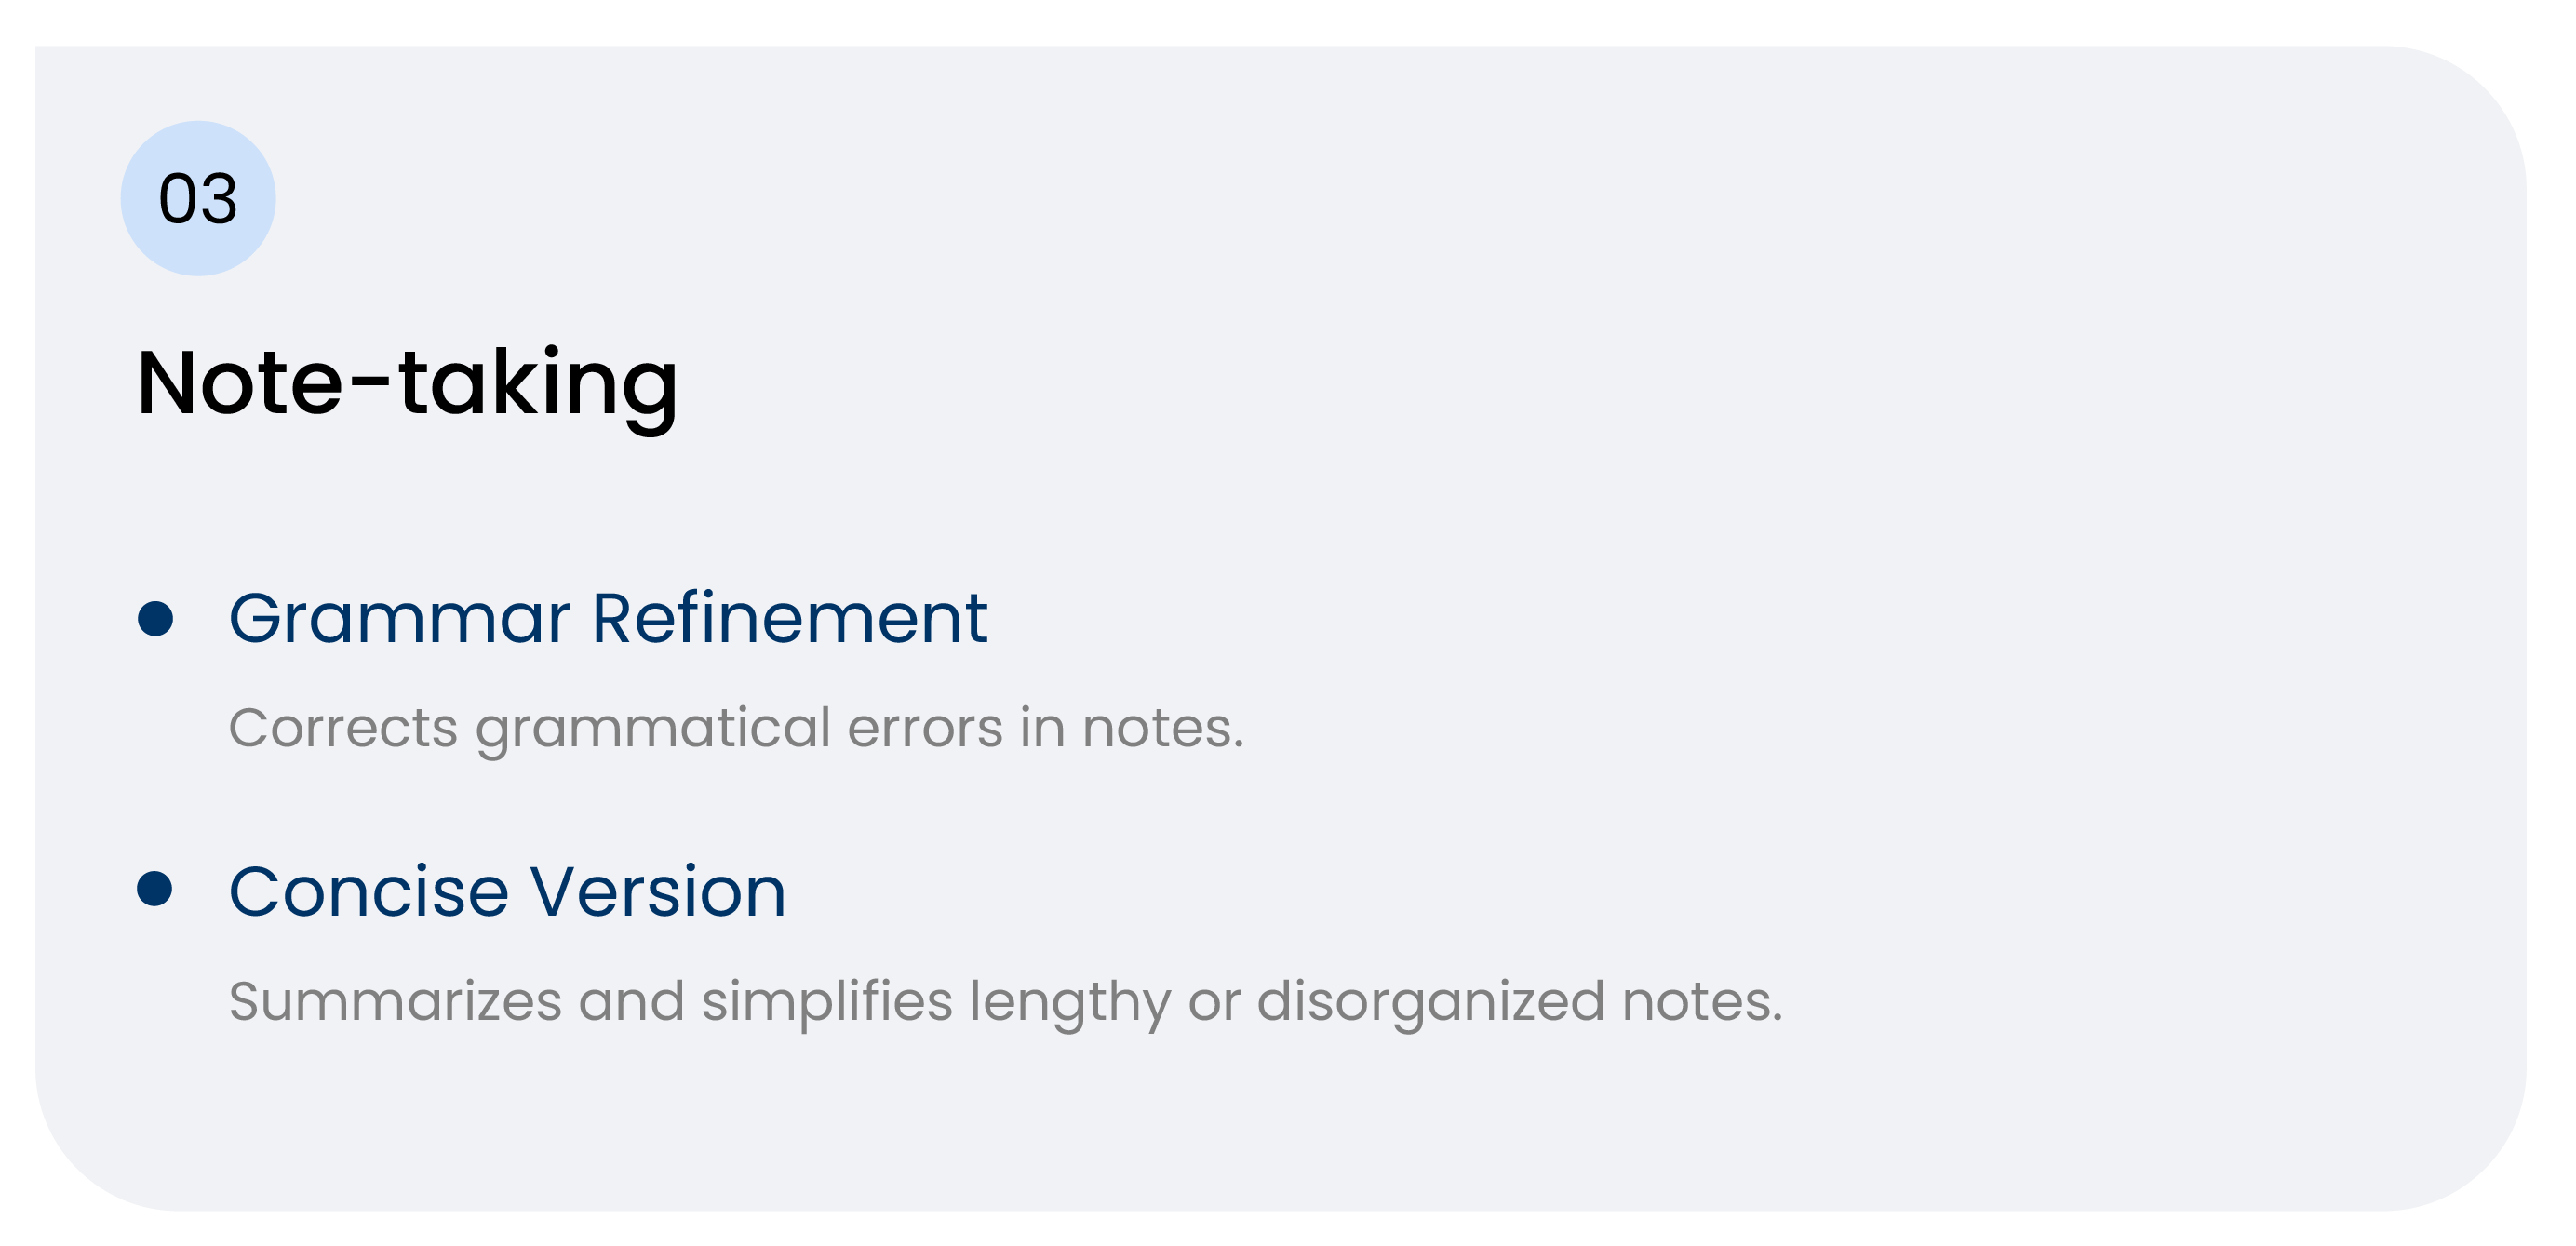 03
Note-taking
Grammar Refinement
Corrects grammatical errors in notes.
Concise Version
Summarizes and simplifies lengthy or disorganized notes.